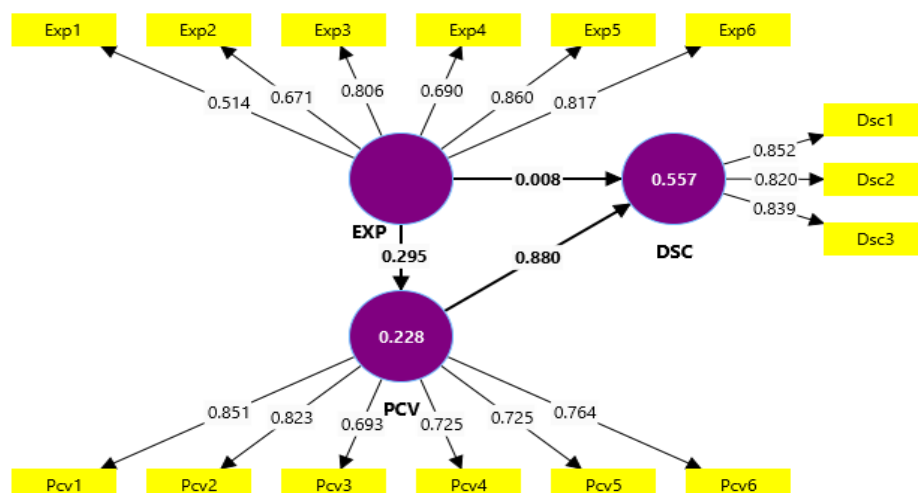 Exp1 Exp2 Exp3 Exp4 Exp5 Exp6
0.514 0.671 0.806 0.690 0.860 0.817
Dsc1
0.852
0.008 0.557 0.820 Dsc2
0.839
EXP DSC Dsc3
0.295 0.880
0.228
PCV
0.851 0.823 0.693 0.725 0.725 0.764
Pcv1 Pcv2 Pcv3 Pcv4 Pcv5 Pcv6